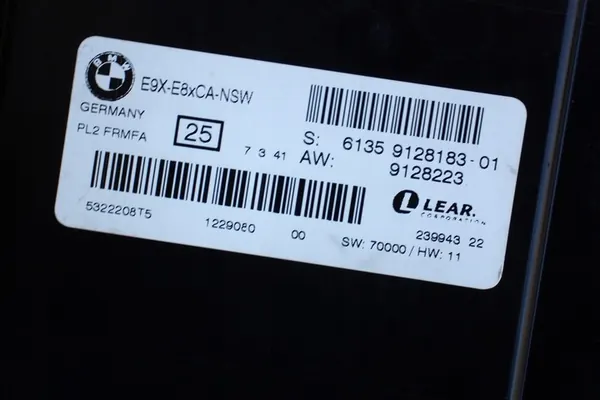 BMW
E9X-E8xCA-NSW
GERMANY
PL2 FRMFA
25
7 3 41
S: 6135 9128183-01
AW: 9128223
LEAR.
CORPORATION
5322208T5
1229080
00
239943 22
SW: 70000 / HW: 11